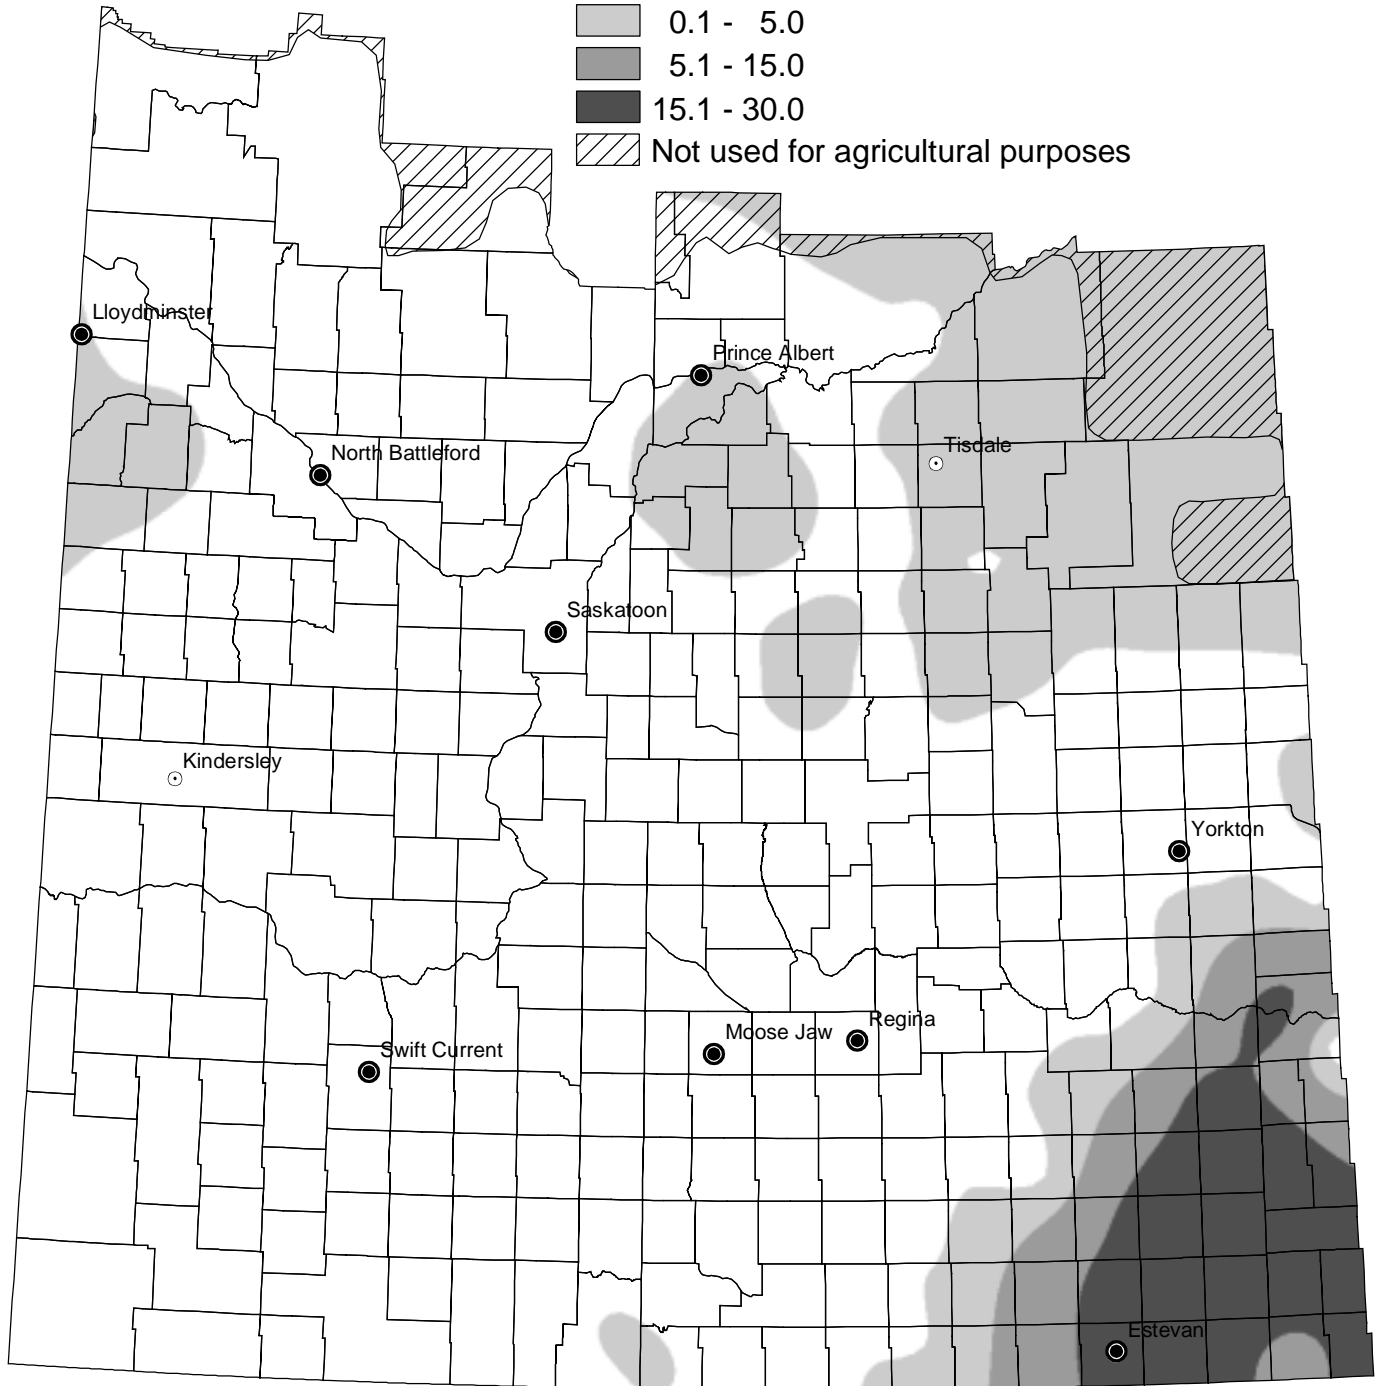 0.1 - 5.0
5.1 - 15.0
15.1 - 30.0
Not used for agricultural purposes
Lloydminster
Prince Albert
Tisdale
North Battleford
Saskatoon
Kindersley
Yorkton
Regina
Moose Jaw
Swift Current
Estevan